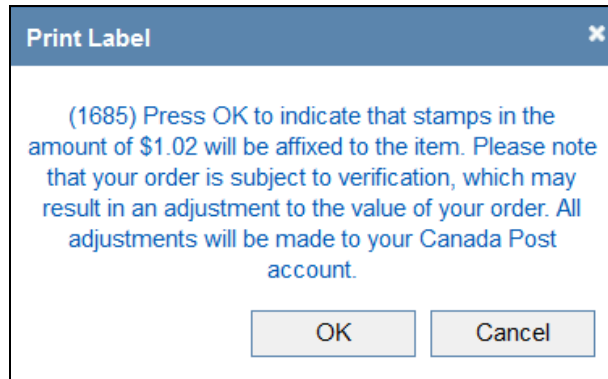 Print Label
(1685) Press OK to indicate that stamps in the
amount of $1.02 will be affixed to the item. Please note
that your order is subject to verification, which may
result in an adjustment to the value of your order. All
adjustments will be made to your Canada Post
account.
OK Cancel